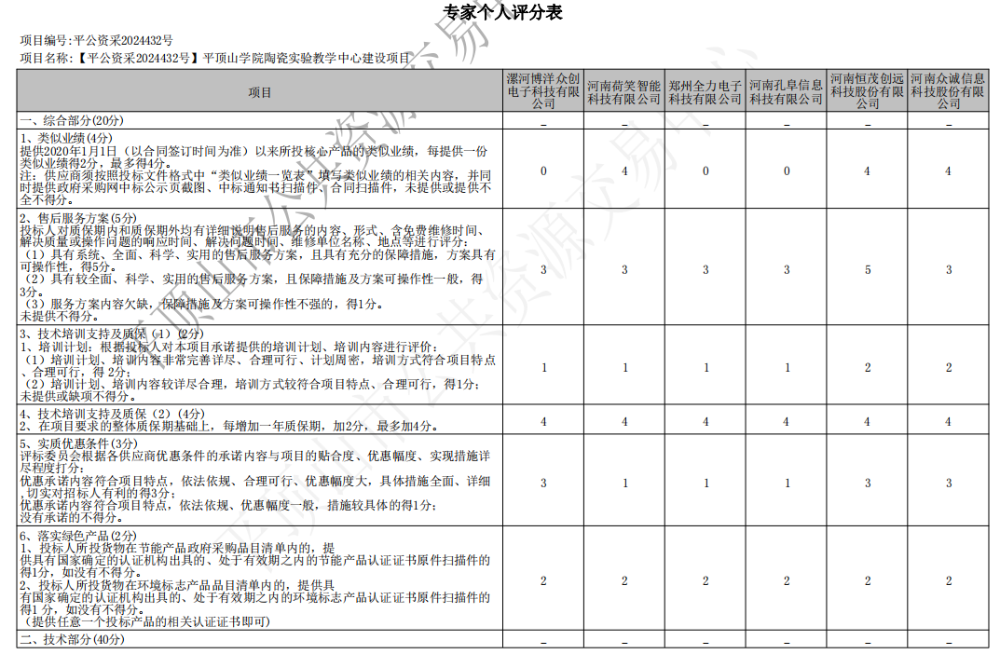 专家个人评分表
项目编号:平公资采2024432号
项目名称:【平公资采2024432号】平顶山学院陶瓷实验教学中心建设项目
项目
漯河博洋众创
电子科技有限
公司
河南荷笑智能
科技有限公司
郑州全力电子
科技有限公司
河南孔阜信息
科技有限公司
河南恒茂创远
科技股份有限
公司
河南众诚信息
科技股份有限
公司
一、综合部分(20分) – – – – – –
1、类似业绩(4分)
提供2020年1月1日（以合同签订时间为准）以来所投核心产品的类似业绩，每提供一份
类似业绩得2分，最多得4分。
注：供应商须按照投标文件格式中“类似业绩一览表”填写类似业绩的相关内容，并同
时提供政府采购网中标公示页截图、中标通知书扫描件、合同扫描件，未提供或提供不
全不得分。
0 4 0 0 4 4
2、售后服务方案(5分)
投标人对质保期内和质保期外均有详细说明售后服务的内容、形式、含免费维修时间、
解决质量或操作问题的响应时间、解决问题时间、维修单位名称、地点等进行评分：
（1）具有系统、全面、科学、实用的售后服务方案，且具有充分的保障措施，方案具有
可操作性，得5分。
（2）具有较全面、科学、实用的售后服务方案，且保障措施及方案可操作性一般，得
3分。
（3）服务方案内容欠缺，保障措施及方案可操作性不强的，得1分。
未提供不得分。
3 3 3 3 5 3
3、技术培训支持及质保（1）(2分)
1、培训计划：根据投标人对本项目承诺提供的培训计划、培训内容进行评价：
（1）培训计划、培训内容非常完善详尽、合理可行、计划周密，培训方式符合项目特点
、合理可行，得 2分；
（2）培训计划、培训内容较详尽合理，培训方式较符合项目特点、合理可行，得1分；
未提供或缺项不得分。
1 1 1 1 2 2
4、技术培训支持及质保（2）(4分)
2、在项目要求的整体质保期基础上，每增加一年质保期，加2分，最多加4分。
4 4 4 4 4 4
5、实质优惠条件(3分)
评标委员会根据各供应商优惠条件的承诺内容与项目的贴合度、优惠幅度、实现措施详
尽程度打分：
优惠承诺内容符合项目特点，依法依规、合理可行、优惠幅度大，具体措施全面、详细
,切实对招标人有利的得3分；
优惠承诺内容符合项目特点，依法依规、优惠幅度一般，措施较具体的得1分；
没有承诺的不得分。
3 1 1 1 3 3
6、落实绿色产品(2分)
1、投标人所投货物在节能产品政府采购品目清单内的，提
供具有国家确定的认证机构出具的、处于有效期之内的节能产品认证证书原件扫描件的
得1分，如没有不得分。
2、投标人所投货物在环境标志产品品目清单内的，提供具
有国家确定的认证机构出具的、处于有效期之内的环境标志产品认证证书原件扫描件的
得1 分，如没有不得分。
（提供任意一个投标产品的相关认证证书即可)
2 2 2 2 2 2
二、技术部分(40分) – – – – – –
平顶山市公共资源交易中心
平顶山市公共资源交易中心